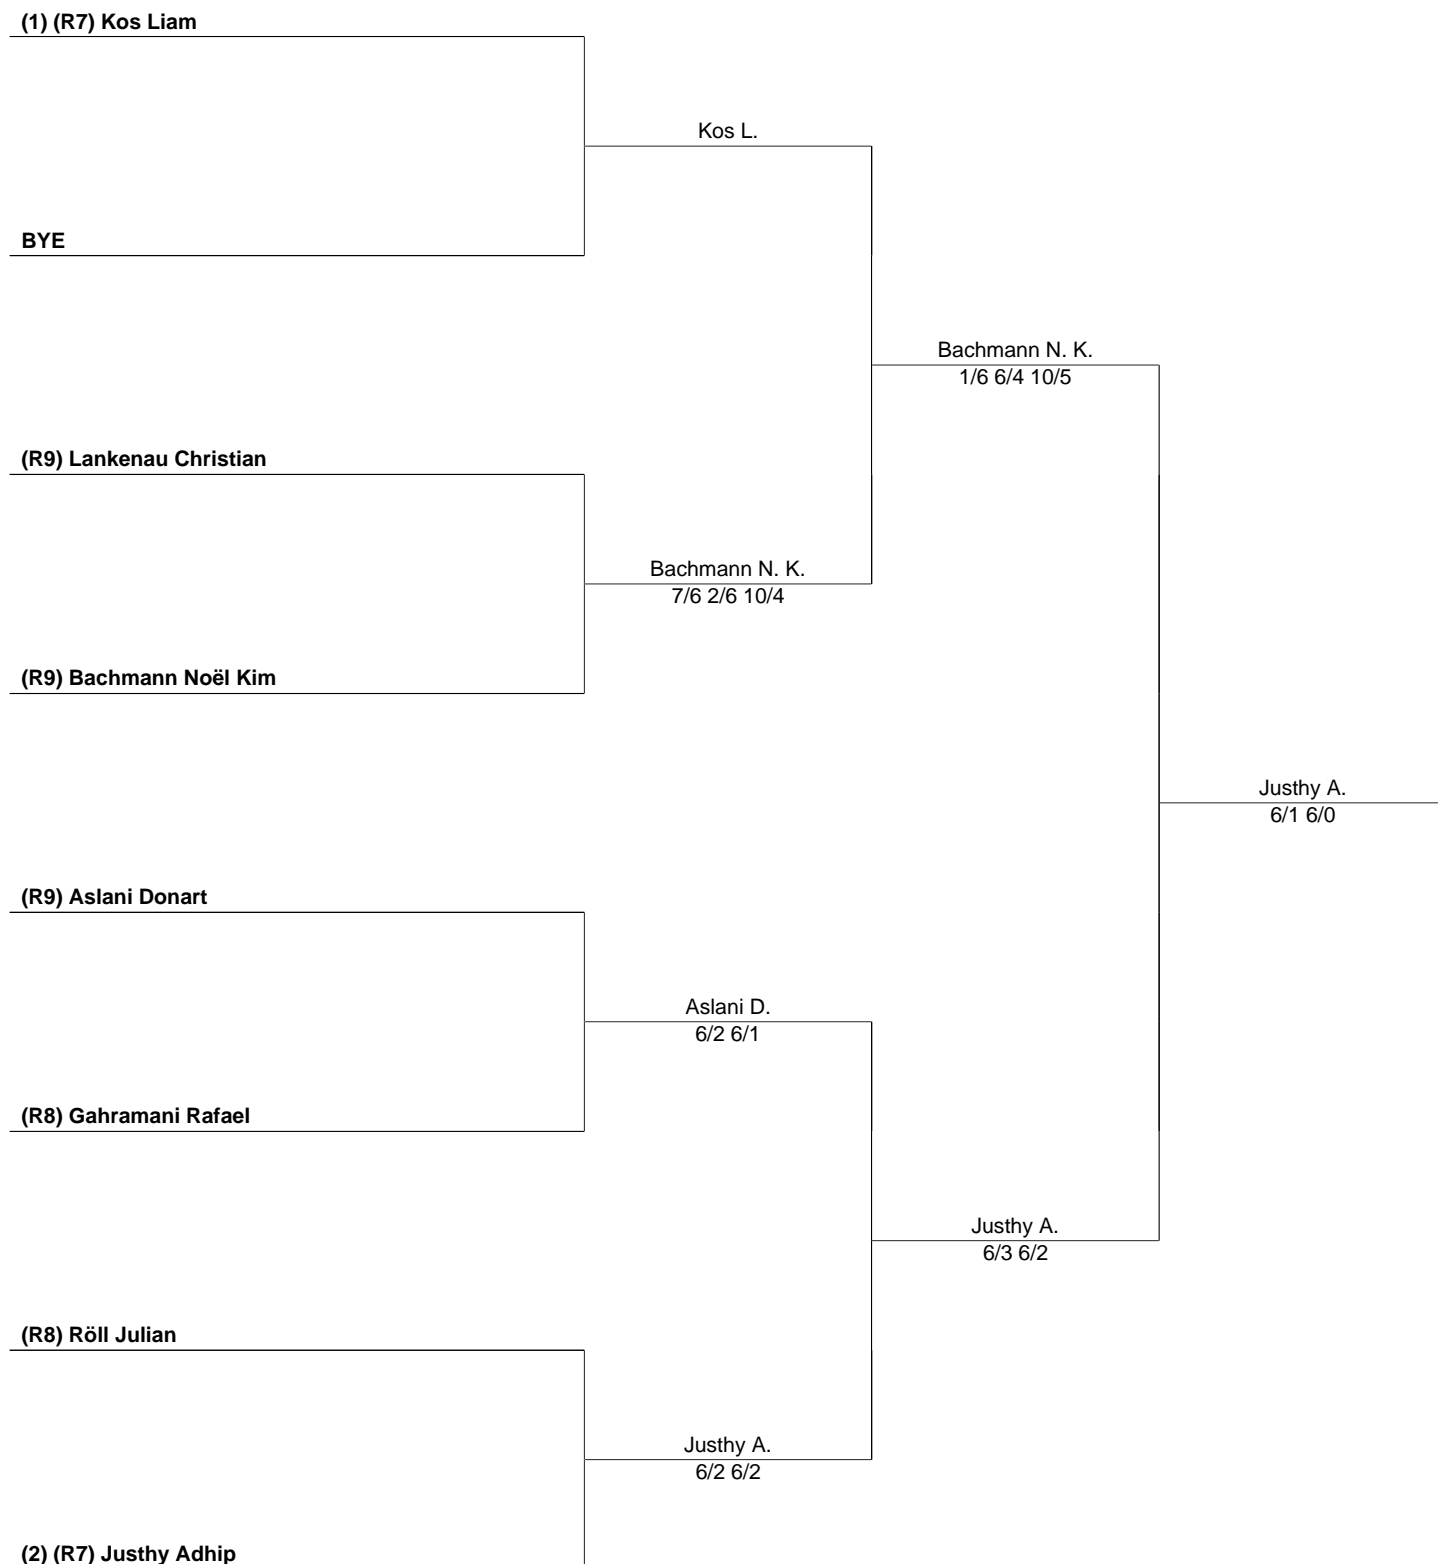 (1) (R7) Kos Liam
Kos L.
BYE
Bachmann N. K.
1/6 6/4 10/5
(R9) Lankenau Christian
Bachmann N. K.
7/6 2/6 10/4
(R9) Bachmann Noël Kim
Justhy A.
6/1 6/0
(R9) Aslani Donart
Aslani D.
6/2 6/1
(R8) Gahramani Rafael
Justhy A.
6/3 6/2
(R8) Röll Julian
Justhy A.
6/2 6/2
(2) (R7) Justhy Adhip